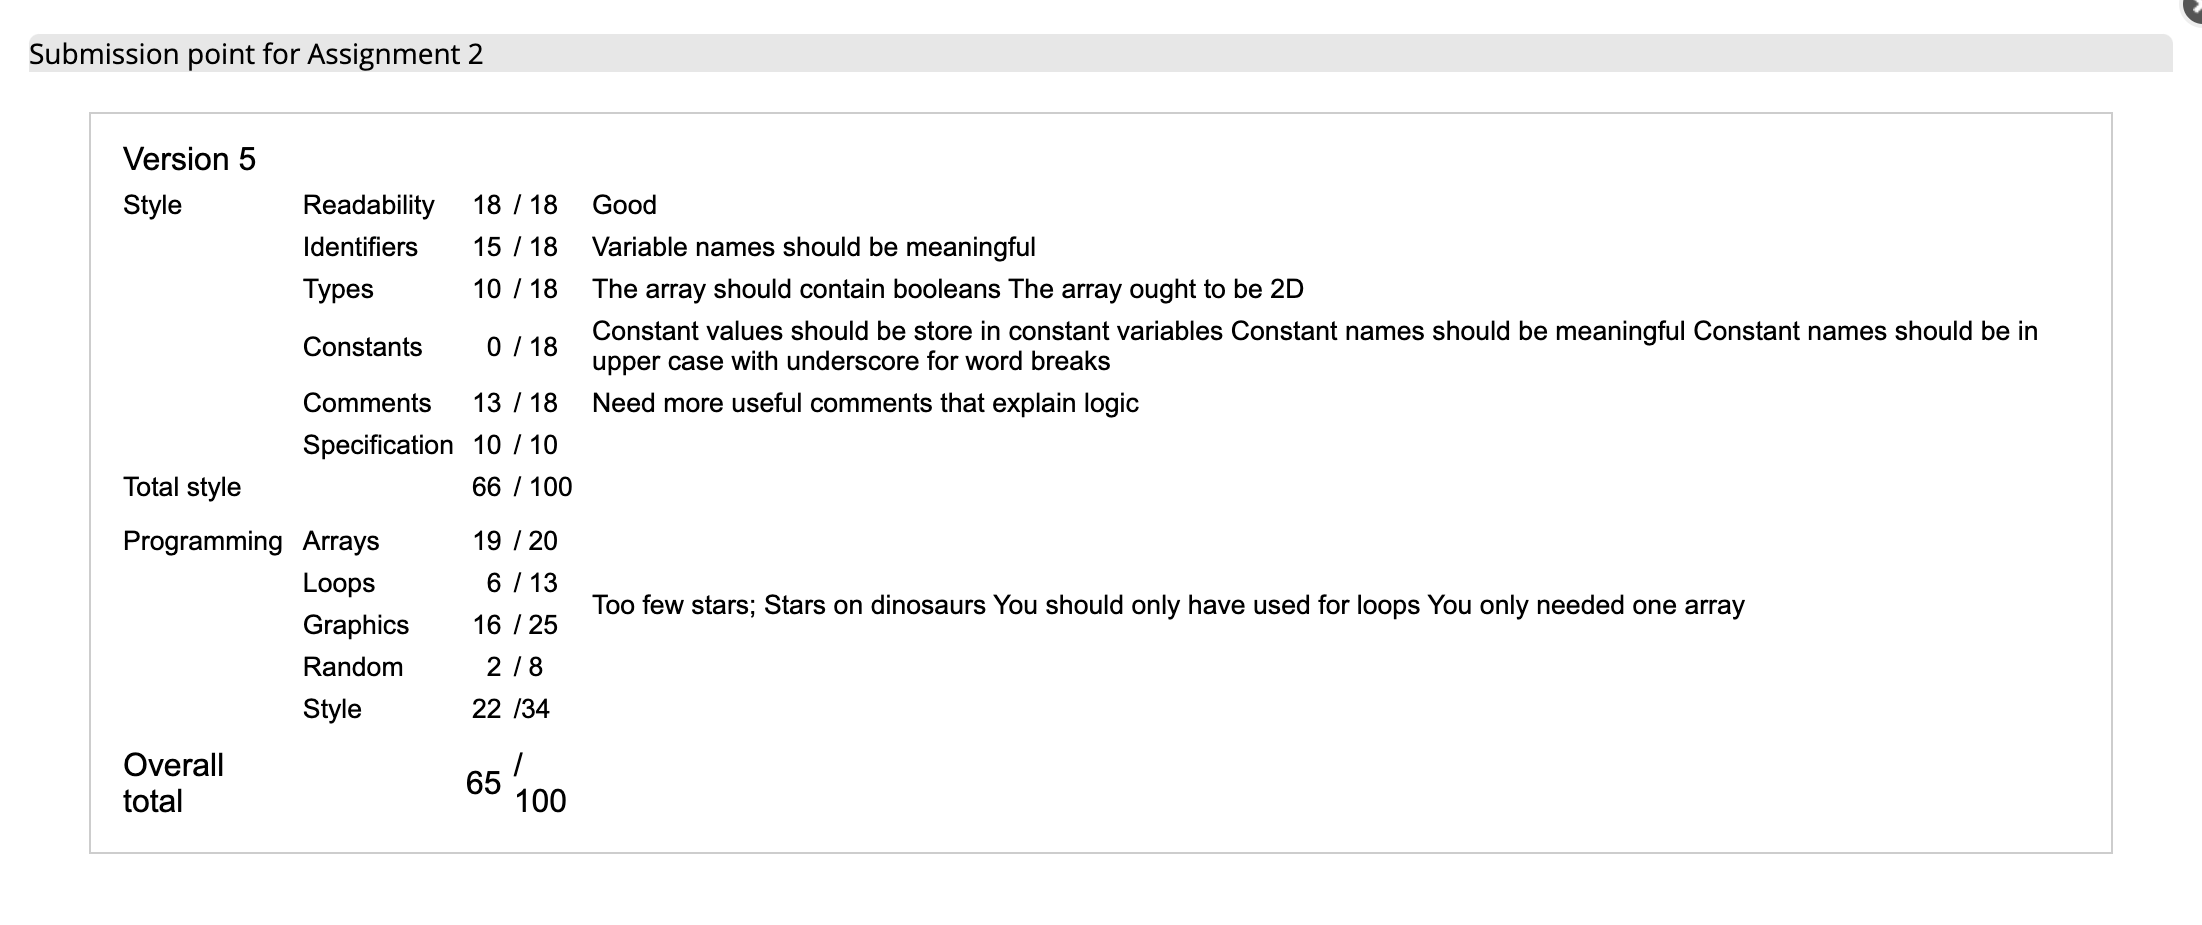 Submission point for Assignment 2
Version 5
Style Readability 18 / 18 Good
Identifiers 15 / 18 Variable names should be meaningful
Types 10 / 18 The array should contain booleans The array ought to be 2D
Constants 0 / 18 Constant values should be store in constant variables Constant names should be meaningful Constant names should be in
upper case with underscore for word breaks
Comments 13 / 18 Need more useful comments that explain logic
Specification 10 / 10
Total style 66 / 100
Programming Arrays 19 / 20
Loops 6 / 13
Too few stars; Stars on dinosaurs You should only have used for loops You only needed one array
Graphics 16 / 25
Random 2 / 8
Style 22 /34
Overall
total
65 /
100